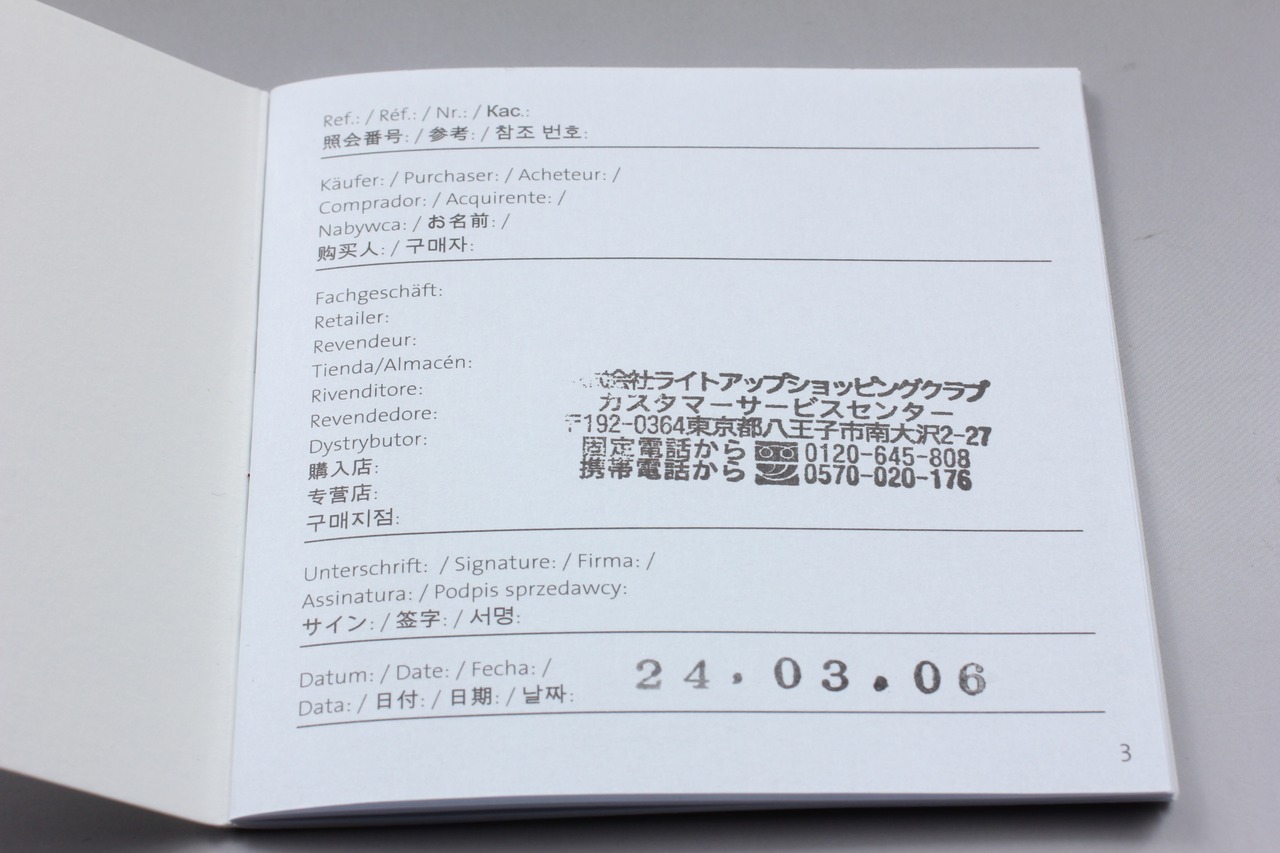 Ref.: / Réf.: / Nr.: / Kac.:
照会番号: / 参考: / 참조 번호:
Käufer: / Purchaser: / Acheteur: /
Comprador: / Acquirente: /
Nabywca: / お名前: /
购买人: / 구매자:
Fachgeschäft:
Retailer:
Revendeur:
Tienda/Almacén:
Rivenditore:
Revendedore:
Dystrybutor:
購入店:
专营店:
구매지점:
会社ライトアップショッピングクラブ
カスタマーサービスセンター
〒192-0364東京都八王子市南大沢2-27
固定電話から 0120-645-808
携帯電話から 0570-020-176
Unterschrift: / Signature: / Firma: /
Assinatura: / Podpis sprzedawcy:
サイン: / 签字: / 서명:
Datum: / Date: / Fecha: /
Data: / 日付: / 日期: / 날짜:
24.03.06
3